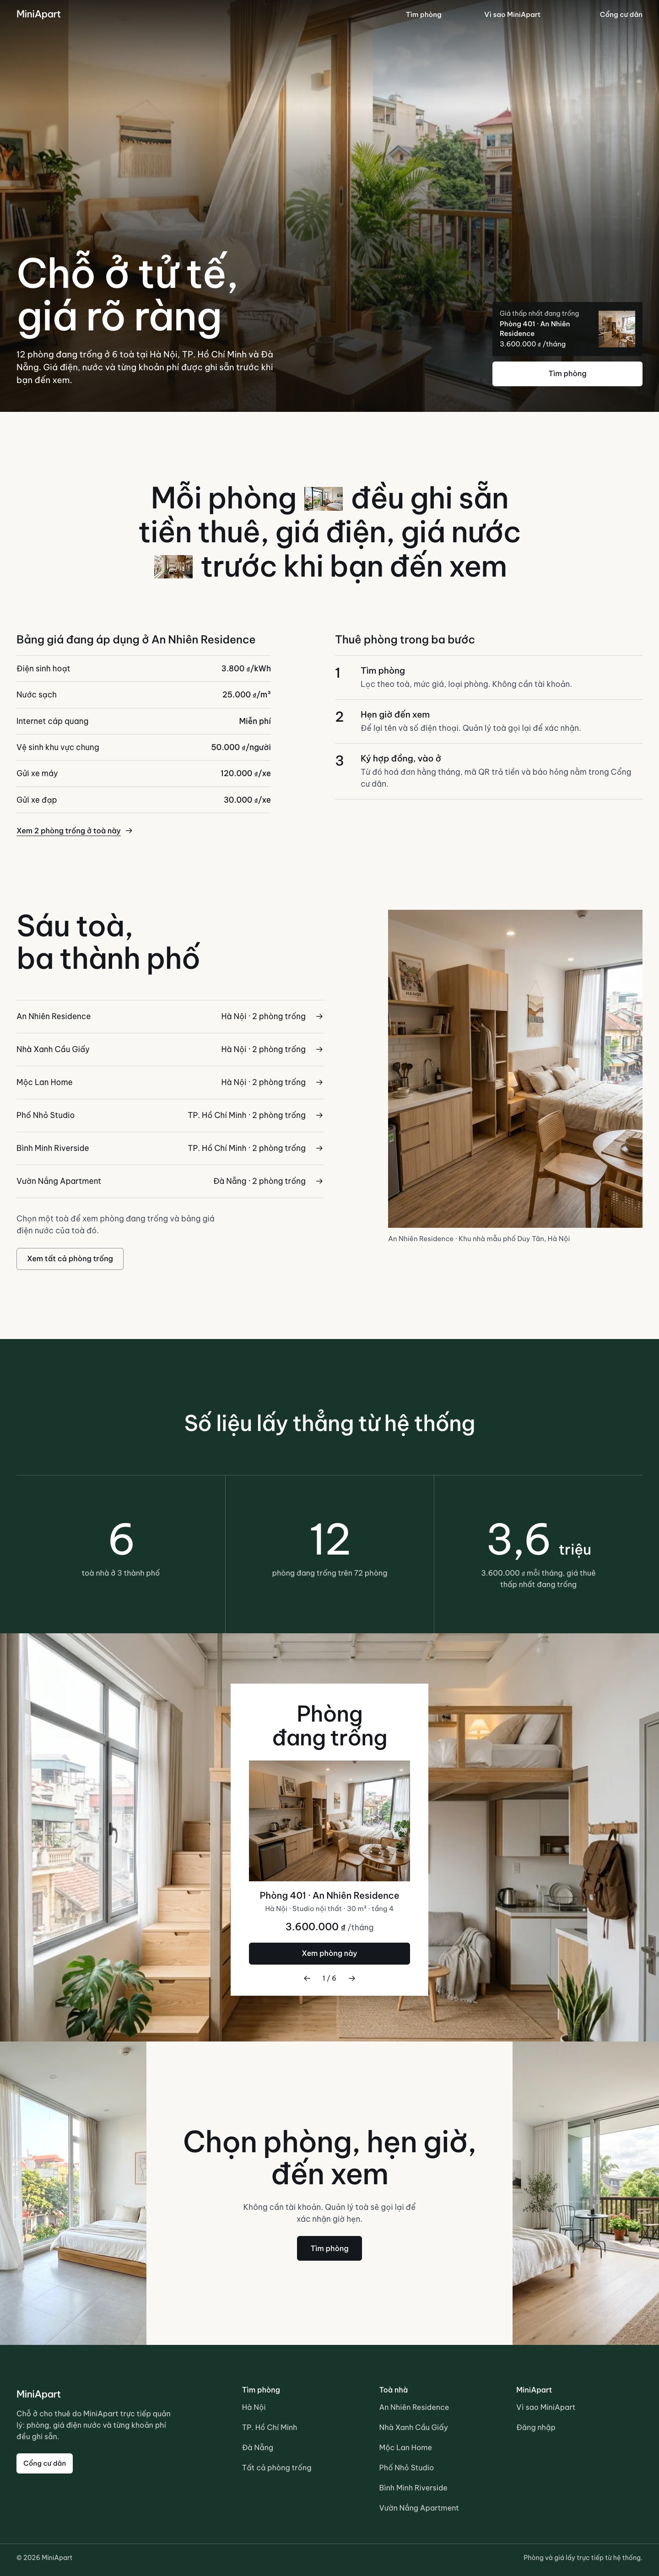 MiniApart
Tìm phòng
Vì sao MiniApart
Cổng cư dân
Chỗ ở tử tế,
giá rõ ràng
12 phòng đang trống ở 6 toà tại Hà Nội, TP. Hồ Chí Minh và Đà
Nẵng. Giá điện, nước và từng khoản phí được ghi sẵn trước khi
bạn đến xem.
Giá thấp nhất đang trống
Phòng 401 · An Nhiên
Residence
3.600.000 ₫ /tháng
Tìm phòng
Mỗi phòng đều ghi sẵn
tiền thuê, giá điện, giá nước
trước khi bạn đến xem
Bảng giá đang áp dụng ở An Nhiên Residence
Điện sinh hoạt 3.800 ₫/kWh
Nước sạch 25.000 ₫/m³
Internet cáp quang Miễn phí
Vệ sinh khu vực chung 50.000 ₫/người
Gửi xe máy 120.000 ₫/xe
Gửi xe đạp 30.000 ₫/xe
Xem 2 phòng trống ở toà này →
Thuê phòng trong ba bước
1 Tìm phòng
Lọc theo toà, mức giá, loại phòng. Không cần tài khoản.
2 Hẹn giờ đến xem
Để lại tên và số điện thoại. Quản lý toà gọi lại để xác nhận.
3 Ký hợp đồng, vào ở
Từ đó hoá đơn hằng tháng, mã QR trả tiền và báo hỏng nằm trong Cổng
cư dân.
Sáu toà,
ba thành phố
An Nhiên Residence Hà Nội · 2 phòng trống →
Nhà Xanh Cầu Giấy Hà Nội · 2 phòng trống →
Mộc Lan Home Hà Nội · 2 phòng trống →
Phố Nhỏ Studio TP. Hồ Chí Minh · 2 phòng trống →
Bình Minh Riverside TP. Hồ Chí Minh · 2 phòng trống →
Vườn Nắng Apartment Đà Nẵng · 2 phòng trống →
Chọn một toà để xem phòng đang trống và bảng giá
điện nước của toà đó.
Xem tất cả phòng trống
An Nhiên Residence · Khu nhà mẫu phố Duy Tân, Hà Nội
Số liệu lấy thẳng từ hệ thống
6
toà nhà ở 3 thành phố
12
phòng đang trống trên 72 phòng
3,6 triệu
3.600.000 ₫ mỗi tháng, giá thuê
thấp nhất đang trống
Phòng
đang trống
Phòng 401 · An Nhiên Residence
Hà Nội · Studio nội thất · 30 m² · tầng 4
3.600.000 ₫ /tháng
Xem phòng này
← 1 / 6 →
Chọn phòng, hẹn giờ,
đến xem
Không cần tài khoản. Quản lý toà sẽ gọi lại để
xác nhận giờ hẹn.
Tìm phòng
MiniApart
Chỗ ở cho thuê do MiniApart trực tiếp quản
lý: phòng, giá điện nước và từng khoản phí
đều ghi sẵn.
Cổng cư dân
Tìm phòng
Hà Nội
TP. Hồ Chí Minh
Đà Nẵng
Tất cả phòng trống
Toà nhà
An Nhiên Residence
Nhà Xanh Cầu Giấy
Mộc Lan Home
Phố Nhỏ Studio
Bình Minh Riverside
Vườn Nắng Apartment
MiniApart
Vì sao MiniApart
Đăng nhập
© 2026 MiniApart
Phòng và giá lấy trực tiếp từ hệ thống.